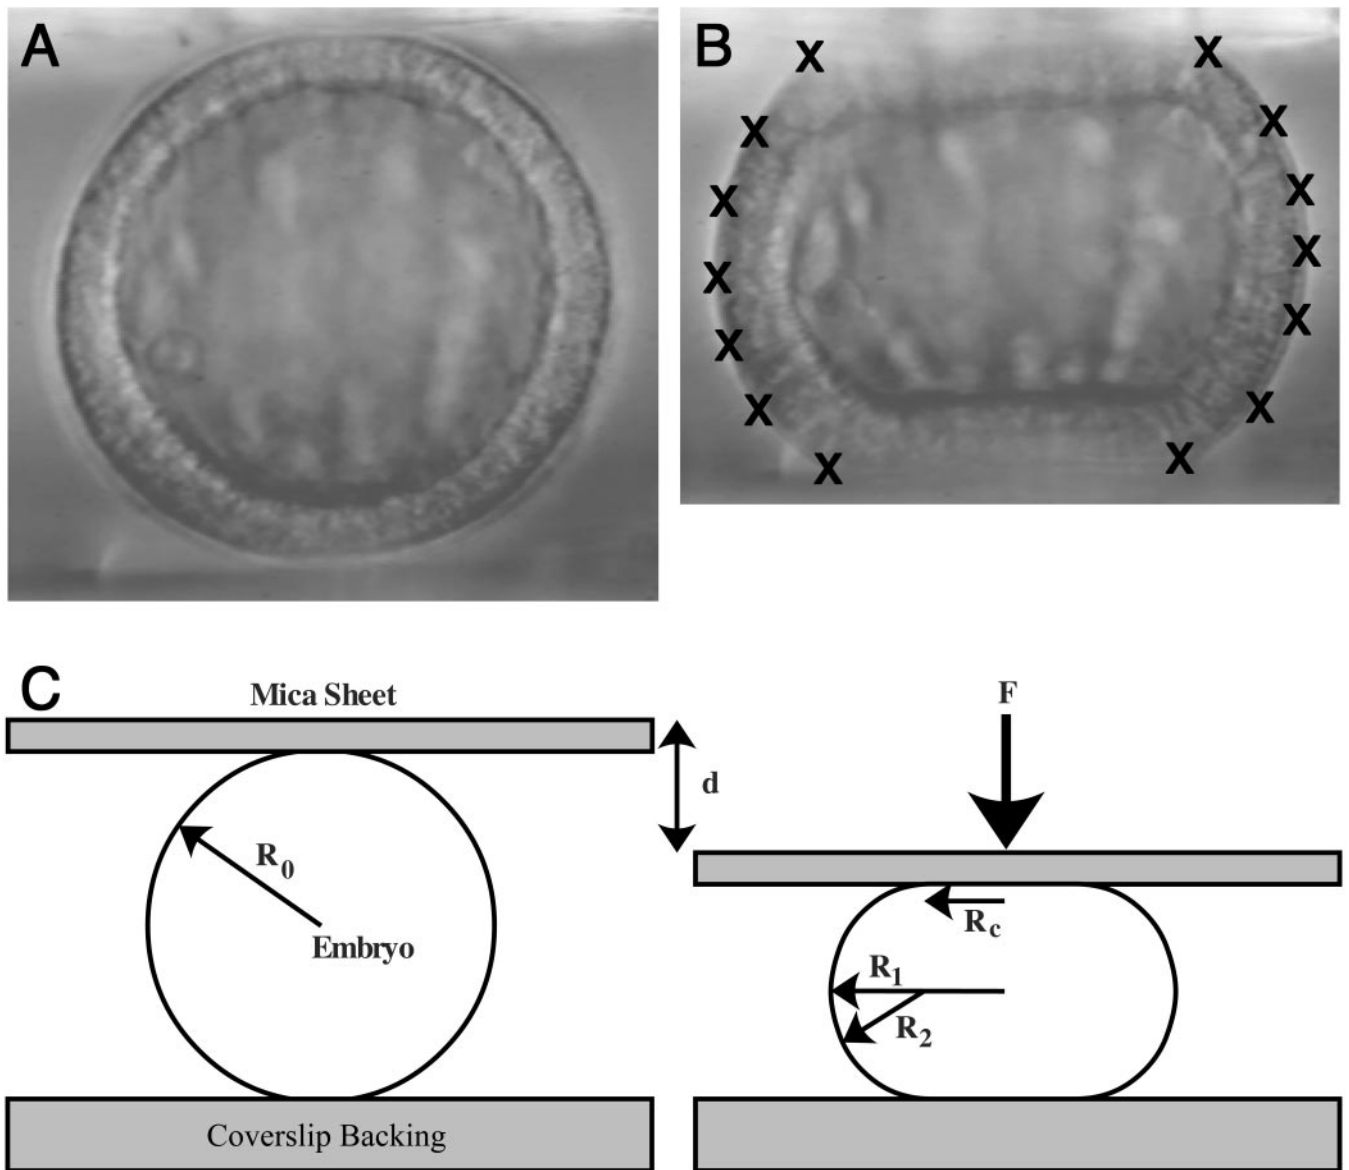 A
B
X X
X X
X X
X X
X X
X X
X X
C
Mica Sheet
F
d
R0
Rc
Embryo
R1
R2
Coverslip Backing